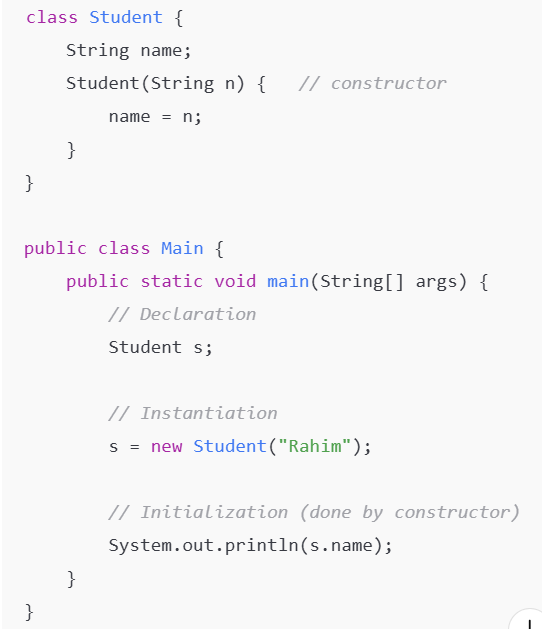 class Student {
    String name;
    Student(String n) {   // constructor
        name = n;
    }
}

public class Main {
    public static void main(String[] args) {
        // Declaration
        Student s;

        // Instantiation
        s = new Student("Rahim");

        // Initialization (done by constructor)
        System.out.println(s.name);
    }
}